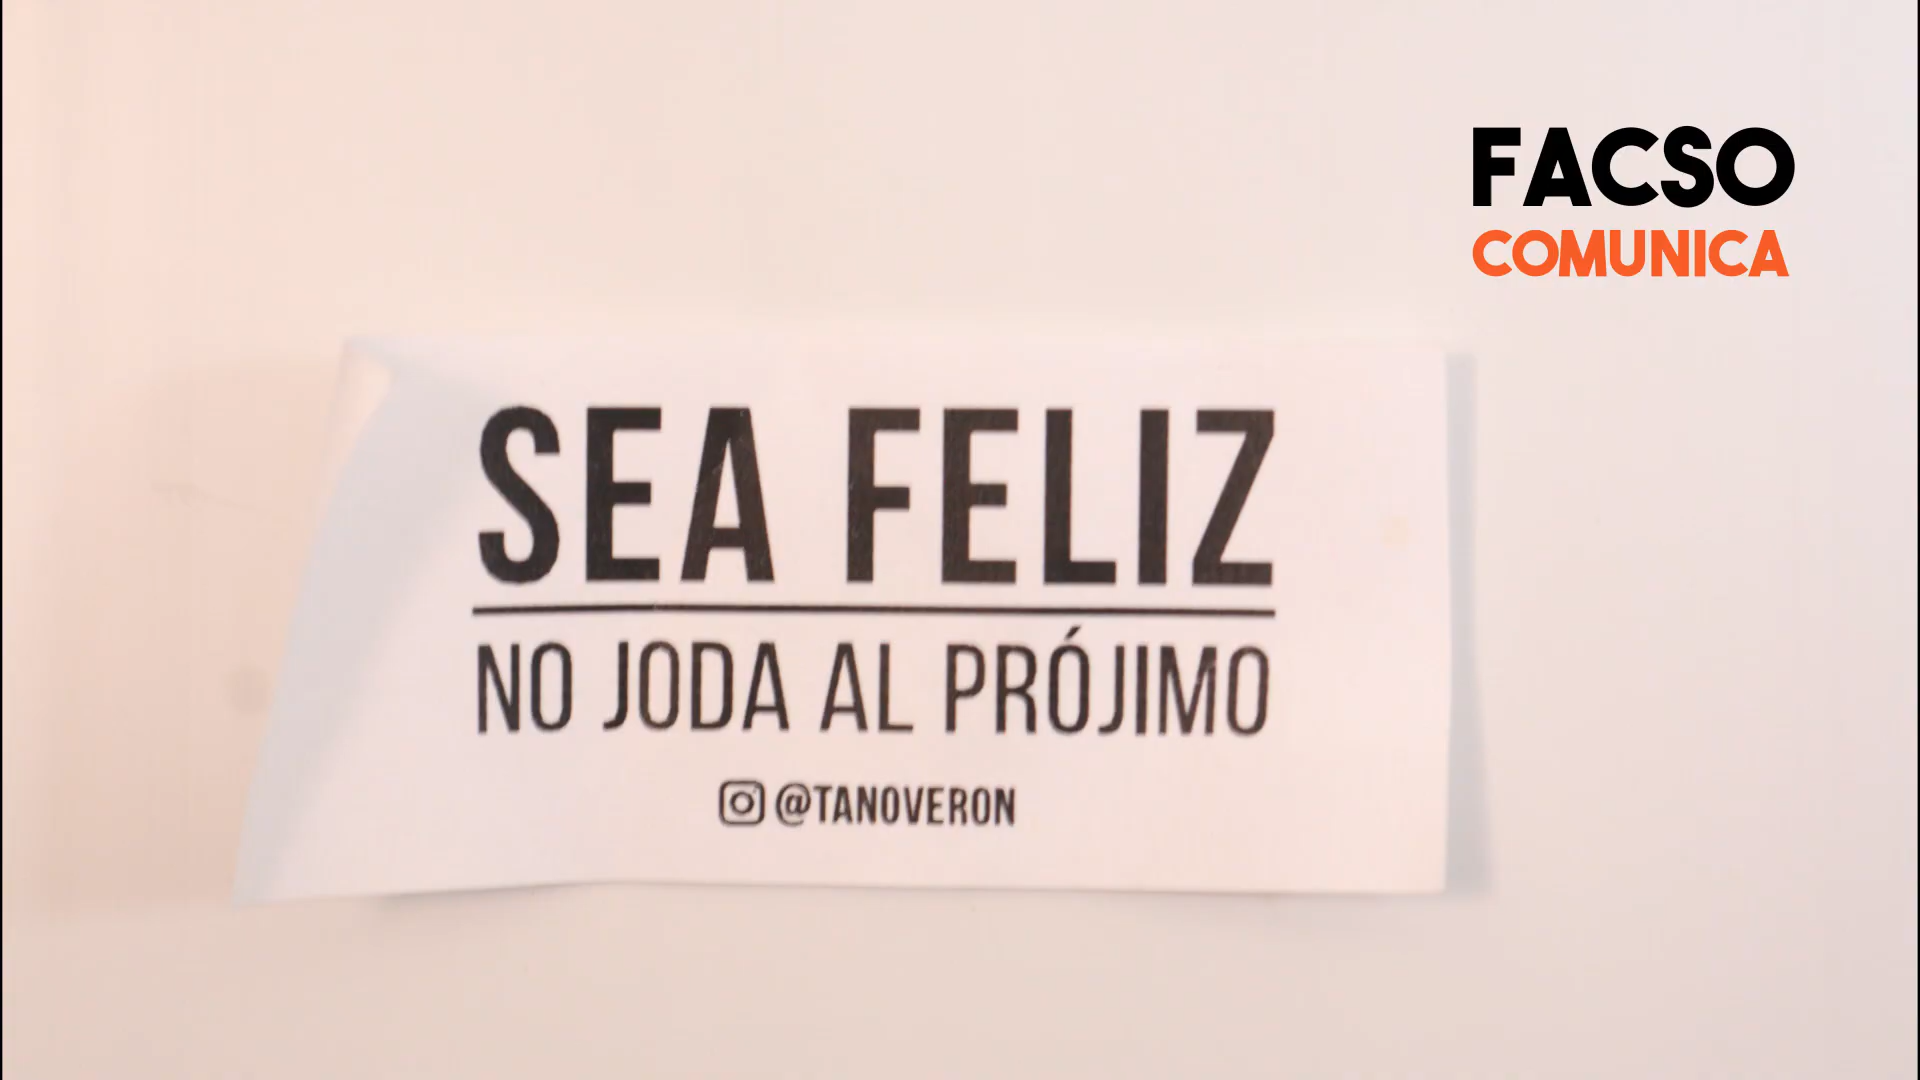 FACSO
COMUNICA
SEA FELIZ
NO JODA AL PRÓJIMO
@TANOVERON